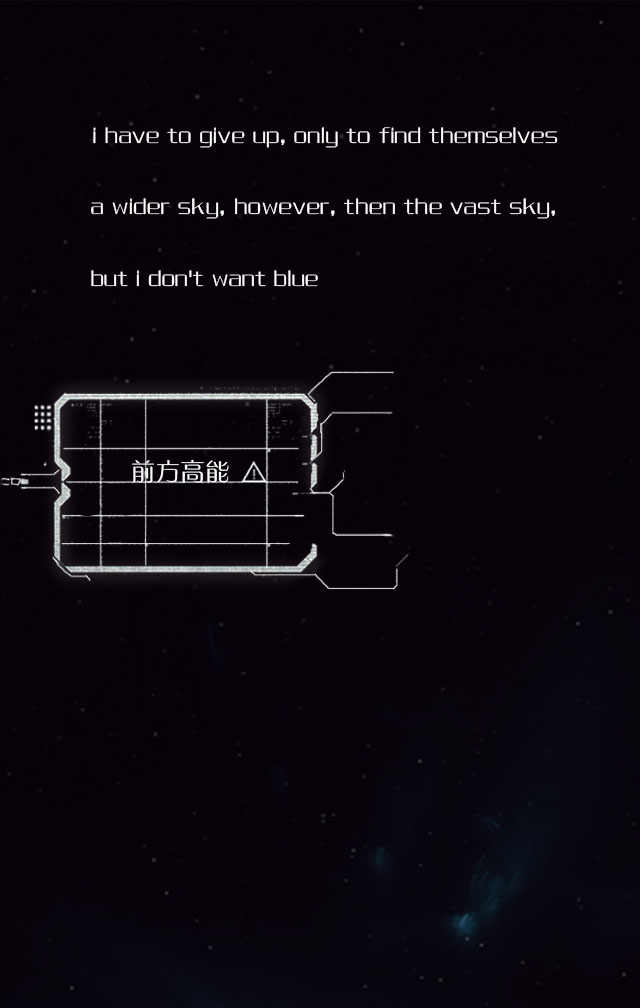 i have to give up, only to find themselves
a wider sky, however, then the vast sky,
but i don't want blue
前方高能 ⚠